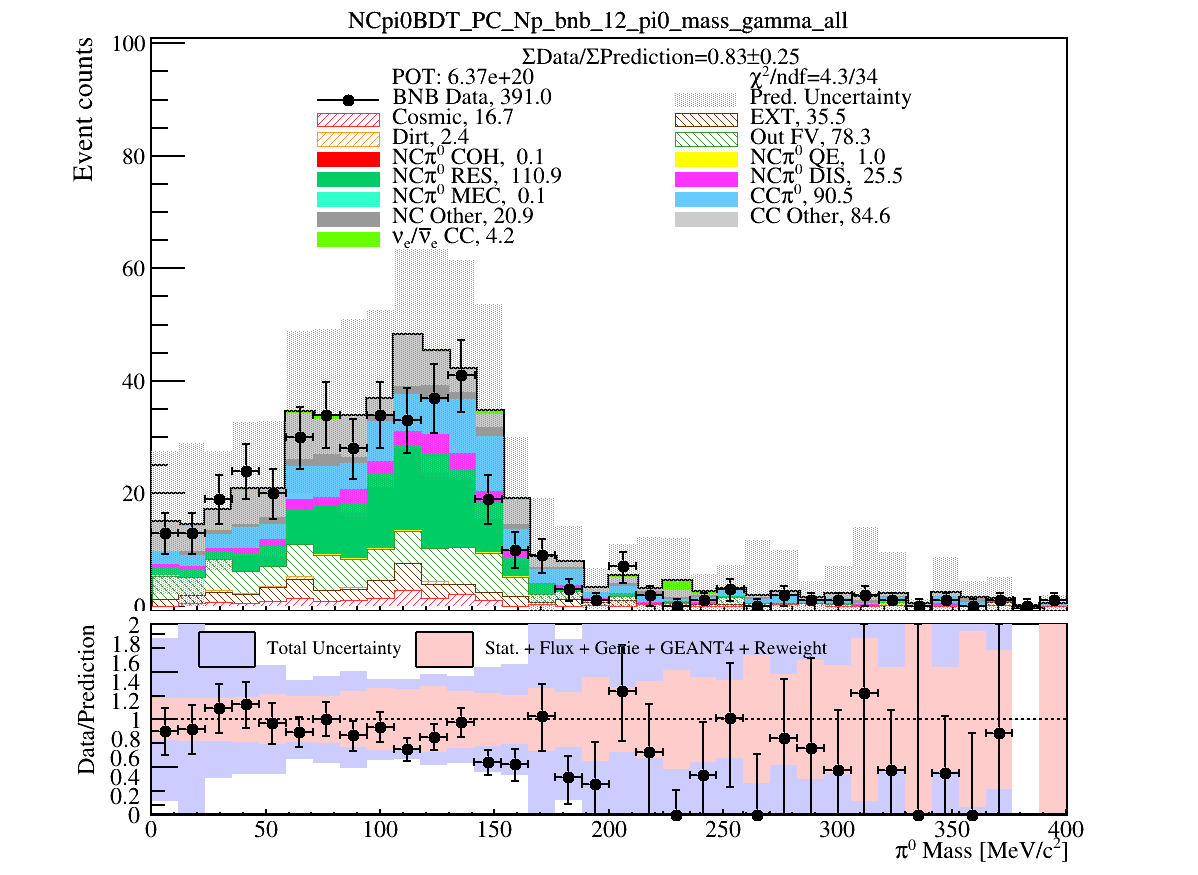 NCpi0BDT_PC_Np_bnb_12_pi0_mass_gamma_all
ΣData/ΣPrediction=0.83±0.25
POT: 6.37e+20
χ²/ndf=4.3/34
BNB Data, 391.0
Pred. Uncertainty
Cosmic, 16.7
EXT, 35.5
Dirt, 2.4
Out FV, 78.3
NCπ⁰ COH, 0.1
NCπ⁰ QE, 1.0
NCπ⁰ RES, 110.9
NCπ⁰ DIS, 25.5
NCπ⁰ MEC, 0.1
CCπ⁰, 90.5
NC Other, 20.9
CC Other, 84.6
νₑ/ν̅ₑ CC, 4.2
Event counts
100
80
60
40
20
0
Total Uncertainty
Stat. + Flux + Genie + GEANT4 + Reweight
Data/Prediction
2
1.8
1.6
1.4
1.2
1
0.8
0.6
0.4
0.2
0
0 50 100 150 200 250 300 350 400
π⁰ Mass [MeV/c²]